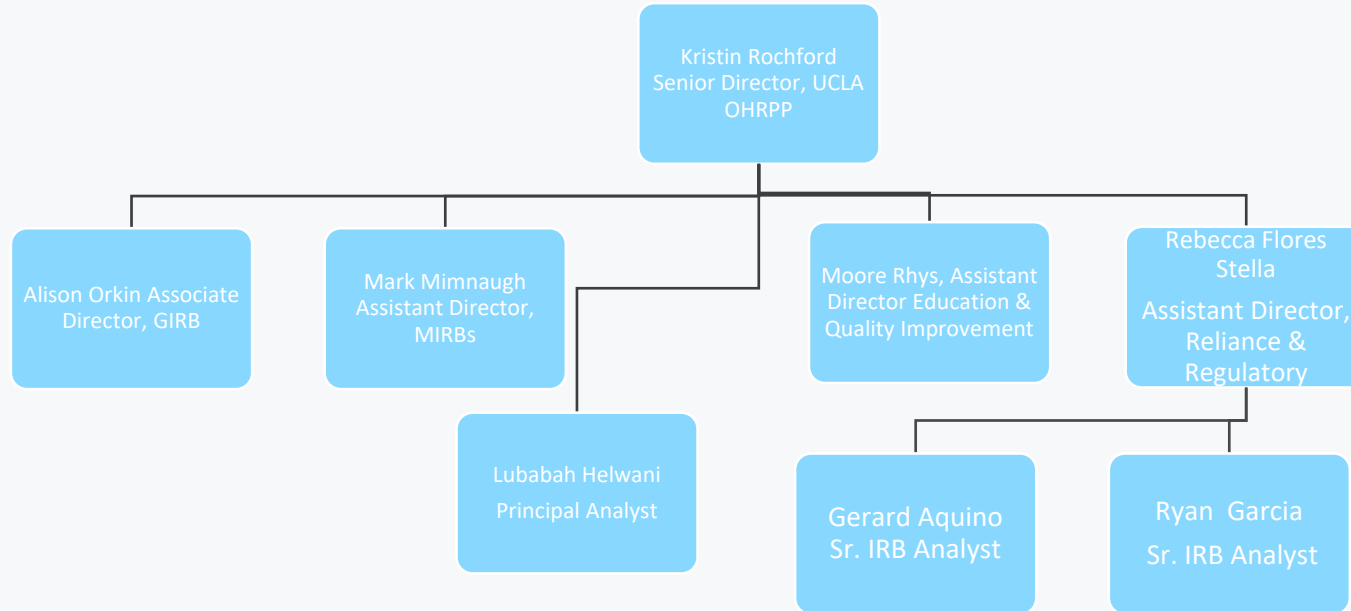 Kristin Rochford
Senior Director, UCLA
OHRPP
Alison Orkin Associate
Director, GIRB
Mark Mimnaugh
Assistant Director,
MIRBs
Moore Rhys, Assistant
Director Education &
Quality Improvement
Rebecca Flores
Stella
Assistant Director,
Reliance &
Regulatory
Lubabah Helwani
Principal Analyst
Gerard Aquino
Sr. IRB Analyst
Ryan  Garcia
Sr. IRB Analyst